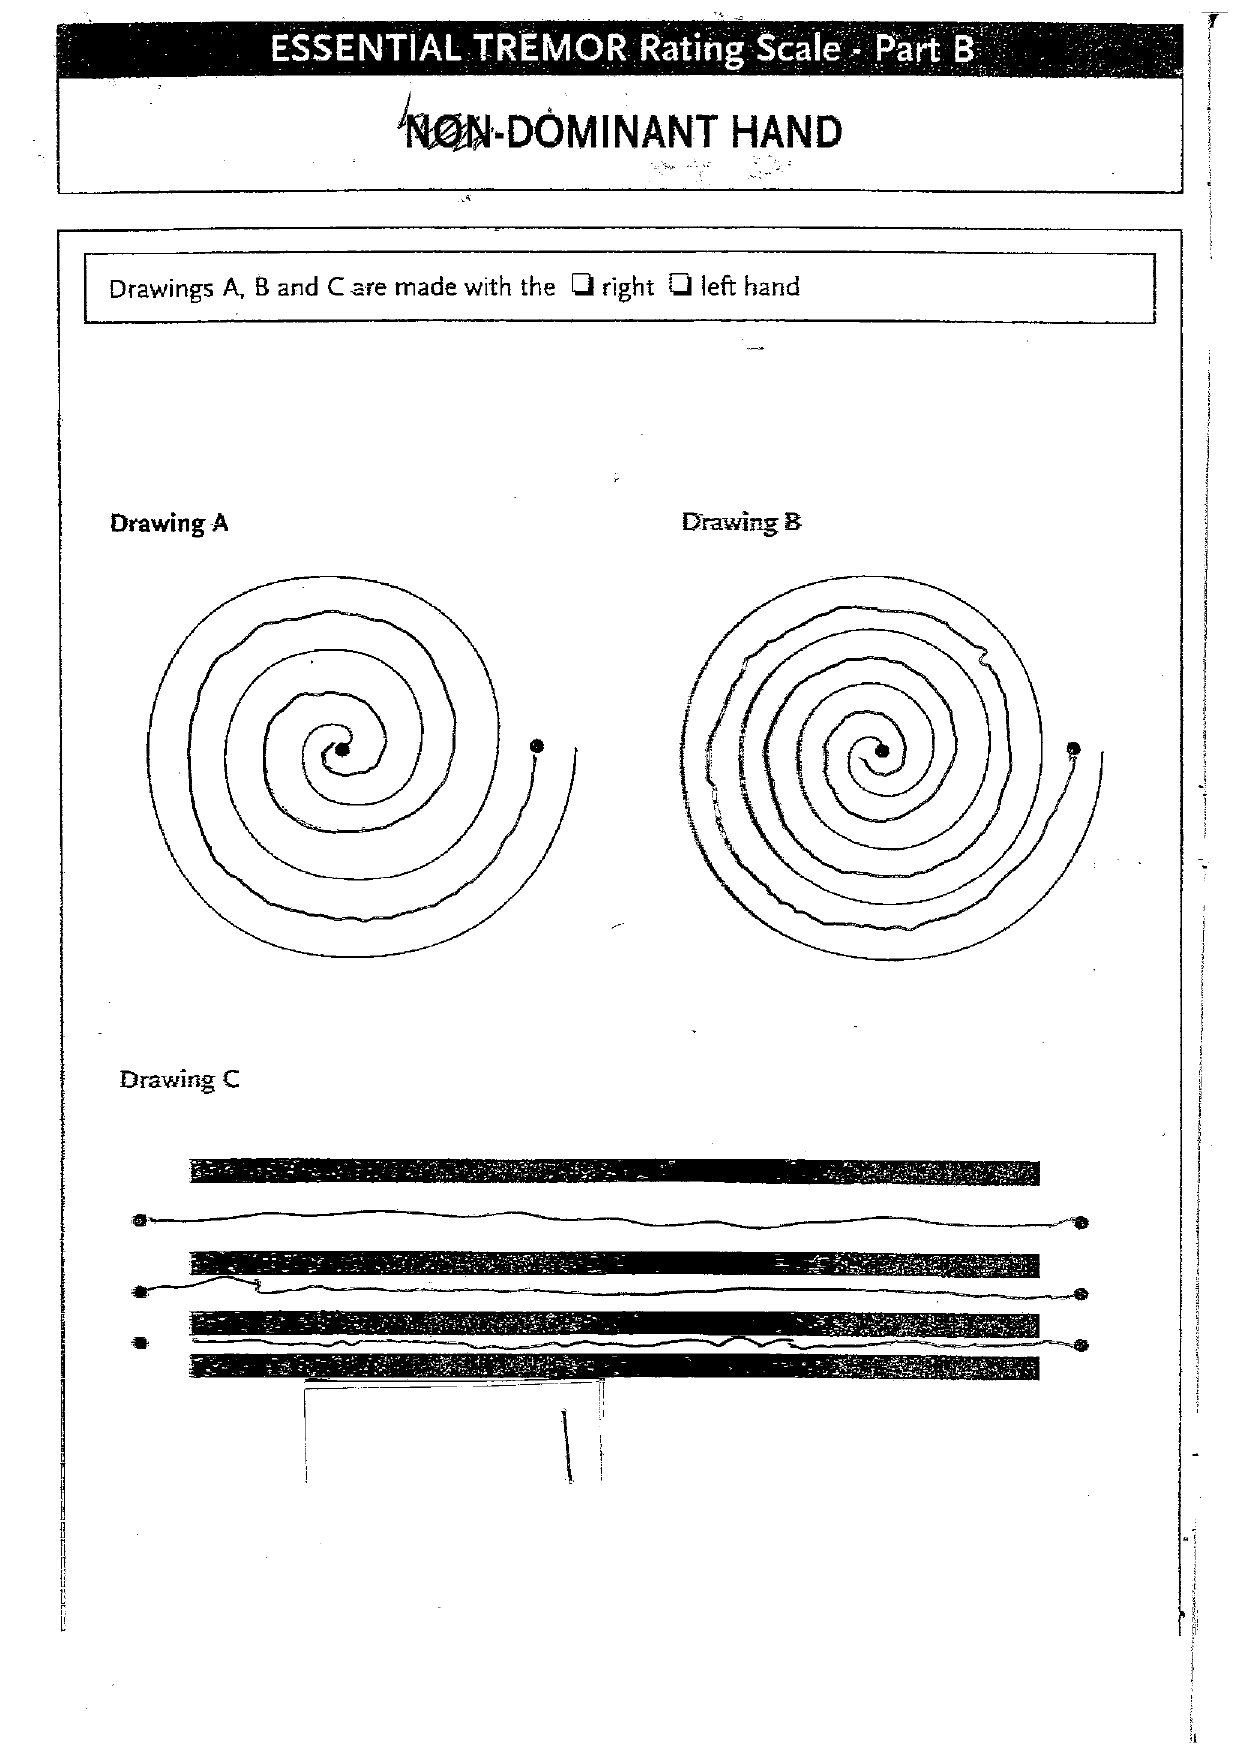 ESSENTIAL TREMOR Rating Scale - Part B
NON-DOMINANT HAND
Drawings A, B and C are made with the ❏ right ❏ left hand
Drawing A
Drawing B
Drawing C